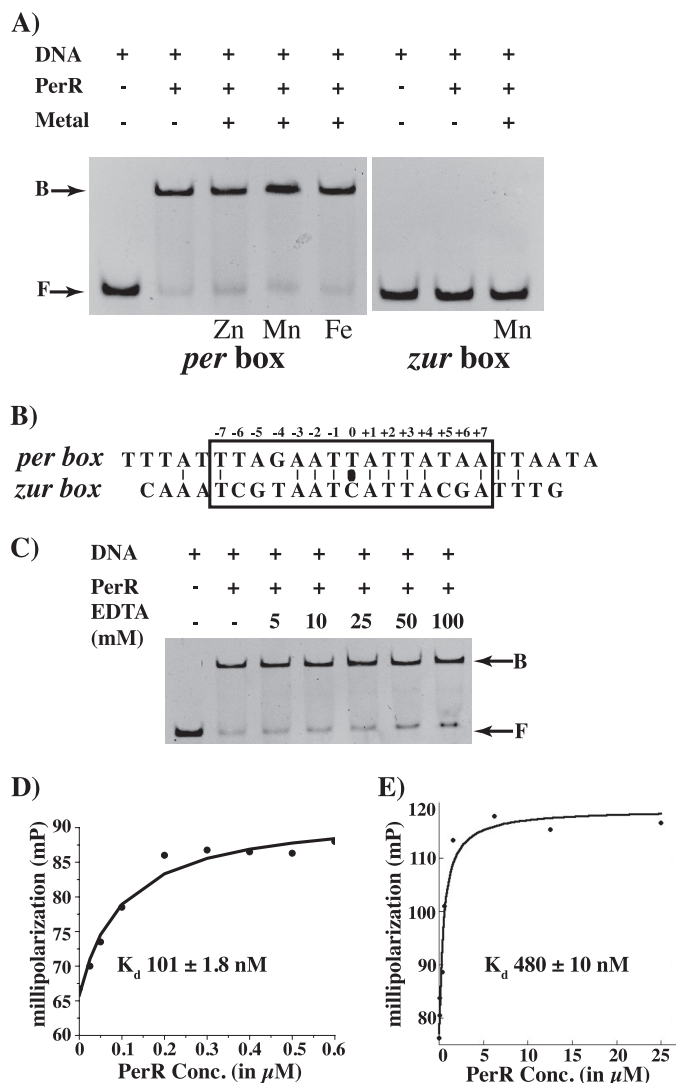 A)
DNA + + + + + + + +
PerR - + + + + - + +
Metal - - + + + - - +
B
F
Zn Mn Fe Mn
per box zur box
B)
-7 -6 -5 -4 -3 -2 -1 0 +1 +2 +3 +4 +5 +6 +7
per box T T T A T T T A G A A T T A T T A T A A T T A A T A
zur box C A A A T C G T A A T C A T T A C G A T T T G
C)
DNA + + + + + + +
PerR - + + + + + +
EDTA (mM) - - 5 10 25 50 100
B
F
D)
90
85
80
75
70
65
60
millipolarization (mP)
K_d 101 ± 1.8 nM
0 0.1 0.2 0.3 0.4 0.5 0.6
PerR Conc. (in μM)
E)
120
110
100
90
80
millipolarization (mP)
K_d 480 ± 10 nM
0 5 10 15 20 25
PerR Conc. (in μM)